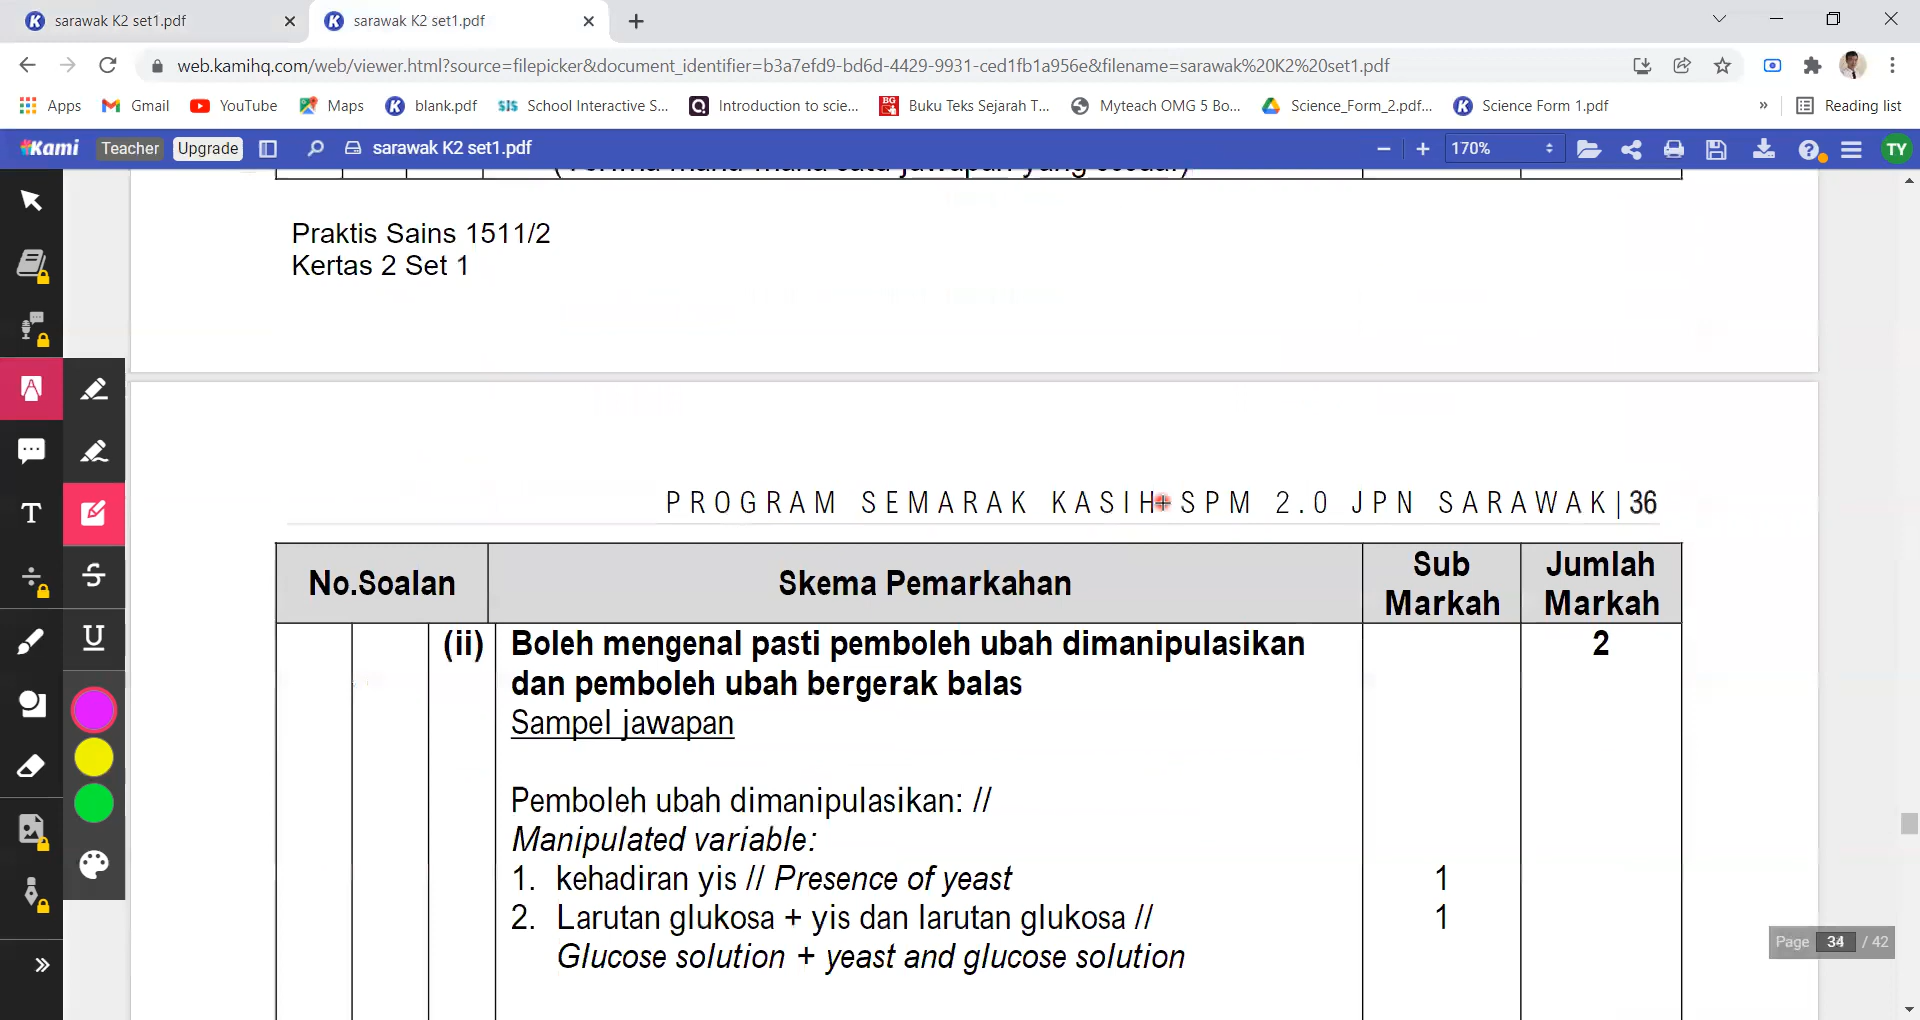 sarawak K2 set1.pdf
sarawak K2 set1.pdf
web.kamihq.com/web/viewer.html?source=filepicker&document_identifier=b3a7efd9-bd6d-4429-9931-ced1fb1a956e&filename=sarawak%20K2%20set1.pdf
Apps Gmail YouTube Maps blank.pdf SIS School Interactive S... Introduction to scie... BG Buku Teks Sejarah T... Myteach OMG 5 Bo... Science_Form_2.pdf... Science Form 1.pdf » Reading list
Kami Teacher Upgrade sarawak K2 set1.pdf 170% TY
Praktis Sains 1511/2
Kertas 2 Set 1
PROGRAM SEMARAK KASIH SPM 2.0 JPN SARAWAK|36
No.Soalan Skema Pemarkahan Sub Markah Jumlah Markah
(ii) Boleh mengenal pasti pemboleh ubah dimanipulasikan 2
dan pemboleh ubah bergerak balas
Sampel jawapan
Pemboleh ubah dimanipulasikan: //
Manipulated variable:
1. kehadiran yis // Presence of yeast 1
2. Larutan glukosa + yis dan larutan glukosa // 1
Glucose solution + yeast and glucose solution
Page 34 / 42